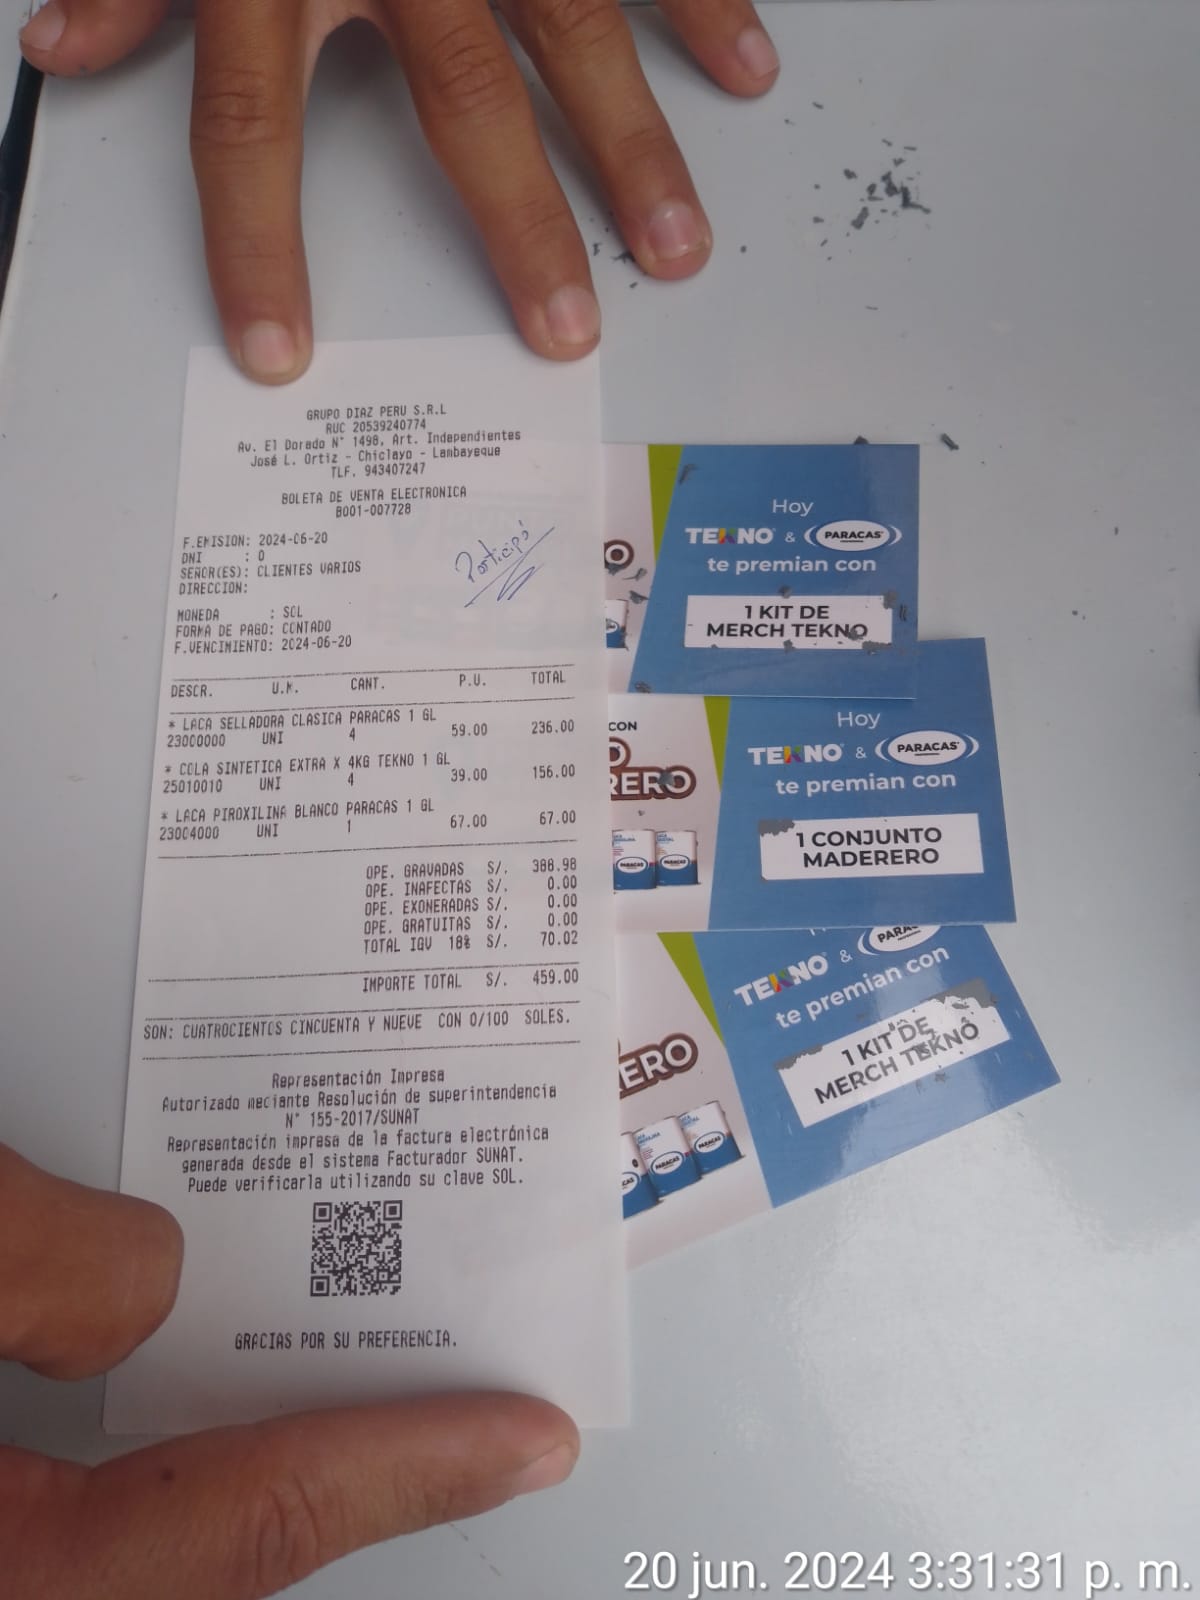 GRUPO DIAZ PERU S.R.L
RUC 20539240774
Av. El Dorado N° 1498, Art. Independientes
José L. Ortiz - Chiclayo - Lambayeque
TLF. 943407247
BOLETA DE VENTA ELECTRONICA
B001-007728
F.EMISION: 2024-06-20
DNI : 0
SEÑOR(ES): CLIENTES VARIOS
DIRECCION:
Participó
MONEDA : SOL
FORMA DE PAGO: CONTADO
F.VENCIMIENTO: 2024-06-20
DESCR. U.M. CANT. P.U. TOTAL
* LACA SELLADORA CLASICA PARACAS 1 GL
23000000 UNI 4 59.00 236.00
* COLA SINTETICA EXTRA X 4KG TEKNO 1 GL
25010010 UNI 4 39.00 156.00
* LACA PIROXILINA BLANCO PARACAS 1 GL
23004000 UNI 1 67.00 67.00
OPE. GRAVADAS S/. 388.98
OPE. INAFECTAS S/. 0.00
OPE. EXONERADAS S/. 0.00
OPE. GRATUITAS S/. 0.00
TOTAL IGV 18% S/. 70.02
IMPORTE TOTAL S/. 459.00
SON: CUATROCIENTOS CINCUENTA Y NUEVE CON 0/100 SOLES.
Representación Impresa
Autorizado mediante Resolución de superintendencia
N° 155-2017/SUNAT
Representación impresa de la factura electrónica
generada desde el sistema Facturador SUNAT.
Puede verificarla utilizando su clave SOL.
GRACIAS POR SU PREFERENCIA.
O
Hoy
TEKNO & PARACAS
te premian con
1 KIT DE
MERCH TEKNO
CON
O
RERO
PARACAS PARACAS
Hoy
TEKNO & PARACAS
te premian con
1 CONJUNTO
MADERERO
ERO
CAS PARACAS PARACAS
TEKNO & PARAC
te premian con
1 KIT DE
MERCH TEKNO
20 jun. 2024 3:31:31 p. m.